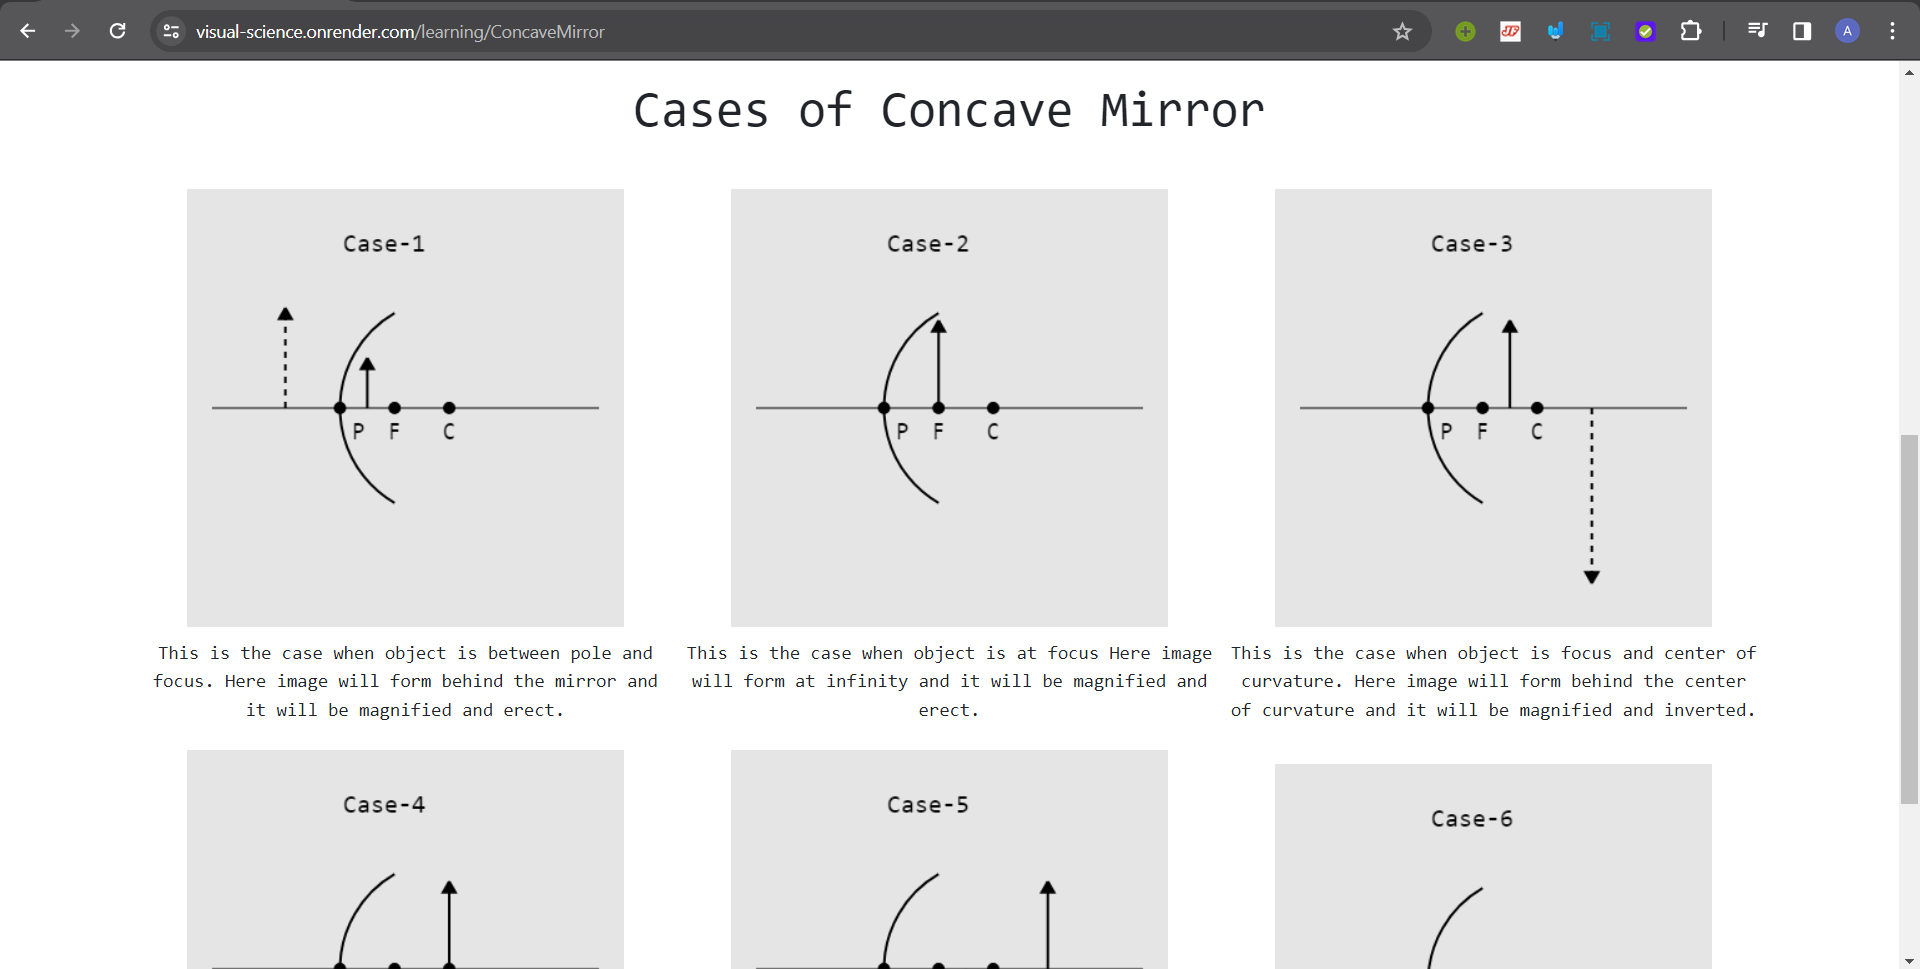 visual-science.onrender.com/learning/ConcaveMirror
A
Cases of Concave Mirror
Case-1
P F C
This is the case when object is between pole and
focus. Here image will form behind the mirror and
it will be magnified and erect.
Case-2
P F C
This is the case when object is at focus Here image
will form at infinity and it will be magnified and
erect.
Case-3
P F C
This is the case when object is focus and center of
curvature. Here image will form behind the center
of curvature and it will be magnified and inverted.
Case-4
Case-5
Case-6